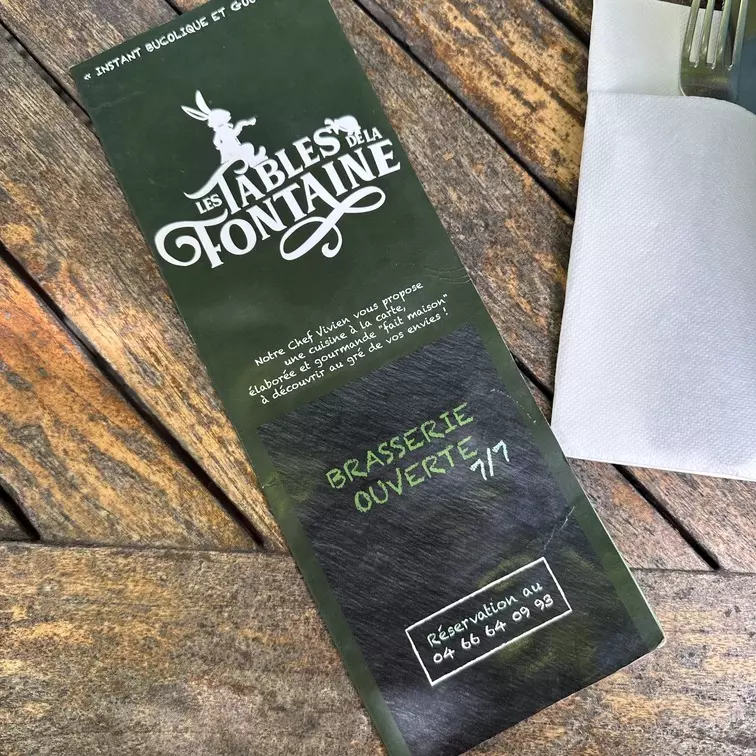 « INSTANT BUCOLIQUE ET
LES TABLES DE LA
FONTAINE
Notre Chef Vivien vous propose
une cuisine à la carte,
élaborée et gourmande "fait maison"
à découvrir au gré de vos envies !
BRASSERIE
OUVERTE 7/7
Réservation au
04 66 64 09 93